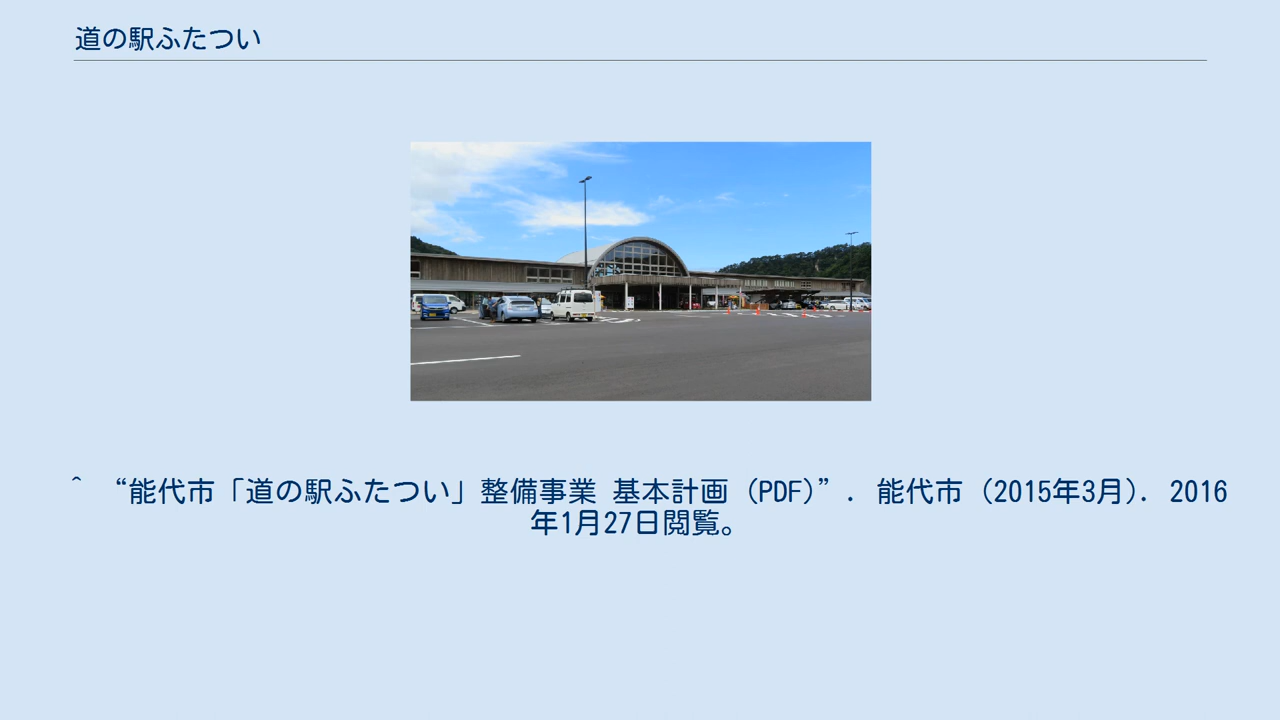 道の駅ふたつい
^ “能代市「道の駅ふたつい」整備事業 基本計画 (PDF)”. 能代市 (2015年3月). 2016
年1月27日閲覧。